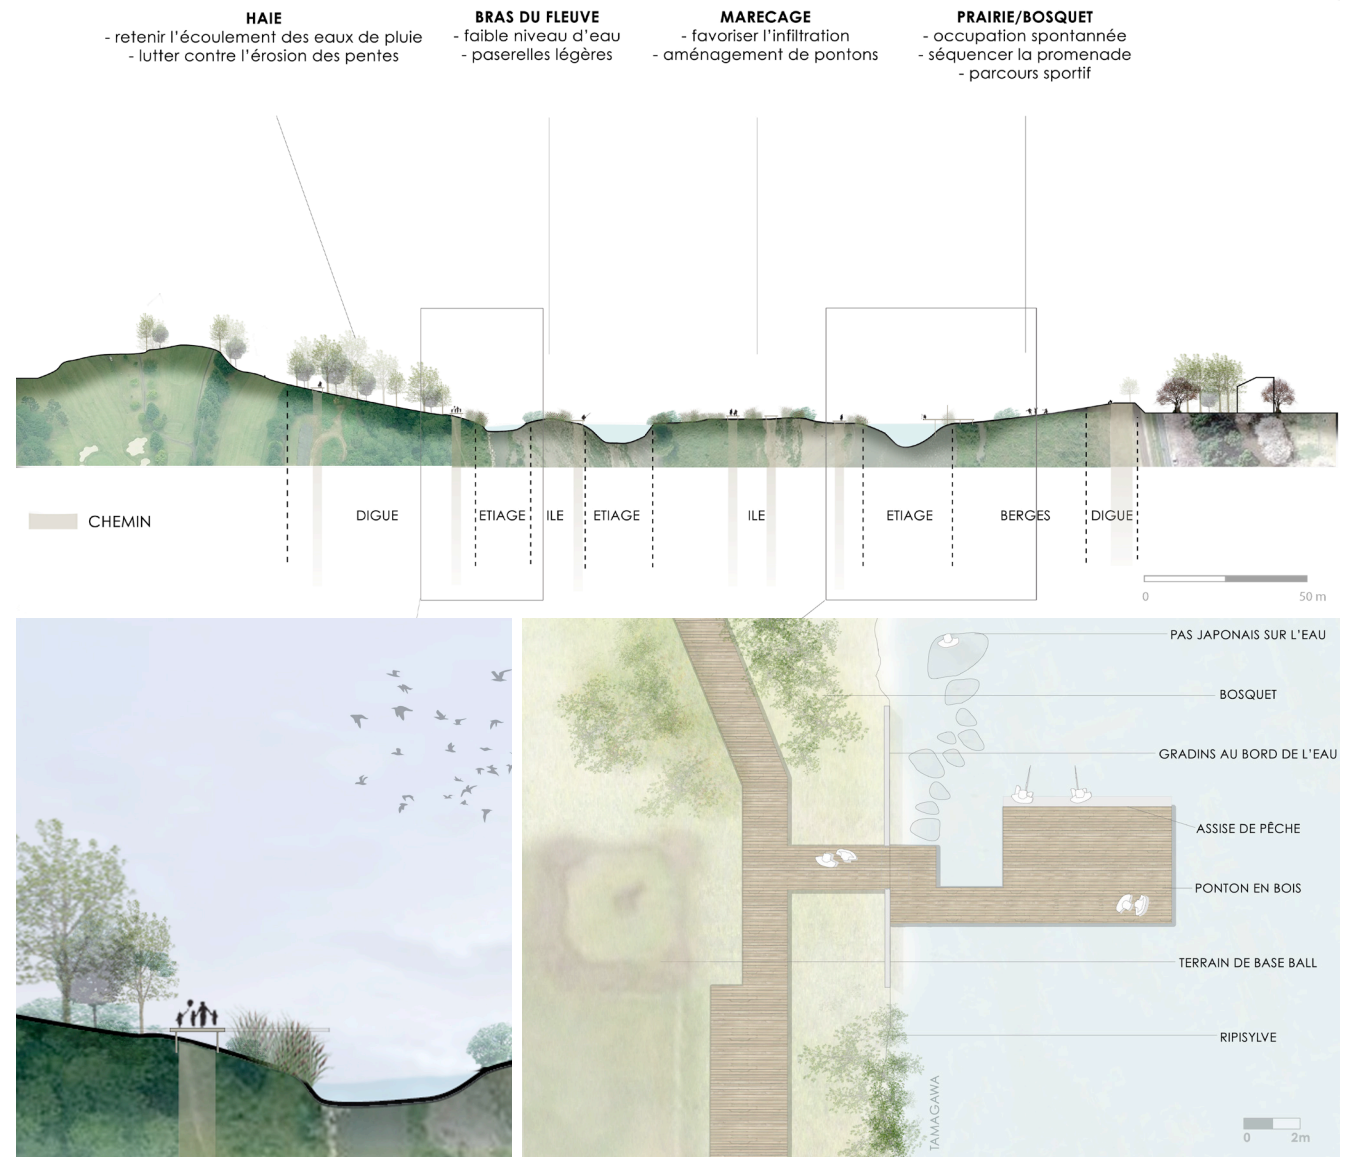 HAIE
- retenir l'écoulement des eaux de pluie
- lutter contre l'érosion des pentes
BRAS DU FLEUVE
- faible niveau d'eau
- paserelles légères
MARECAGE
- favoriser l'infiltration
- aménagement de pontons
PRAIRIE/BOSQUET
- occupation spontannée
- séquencer la promenade
- parcours sportif
CHEMIN
DIGUE
ETIAGE
ILE
ETIAGE
ILE
ETIAGE
BERGES
DIGUE
0 50 m
PAS JAPONAIS SUR L'EAU
BOSQUET
GRADINS AU BORD DE L'EAU
ASSISE DE PÊCHE
PONTON EN BOIS
TERRAIN DE BASE BALL
RIPISYLVE
TAMAGAWA
0 2m